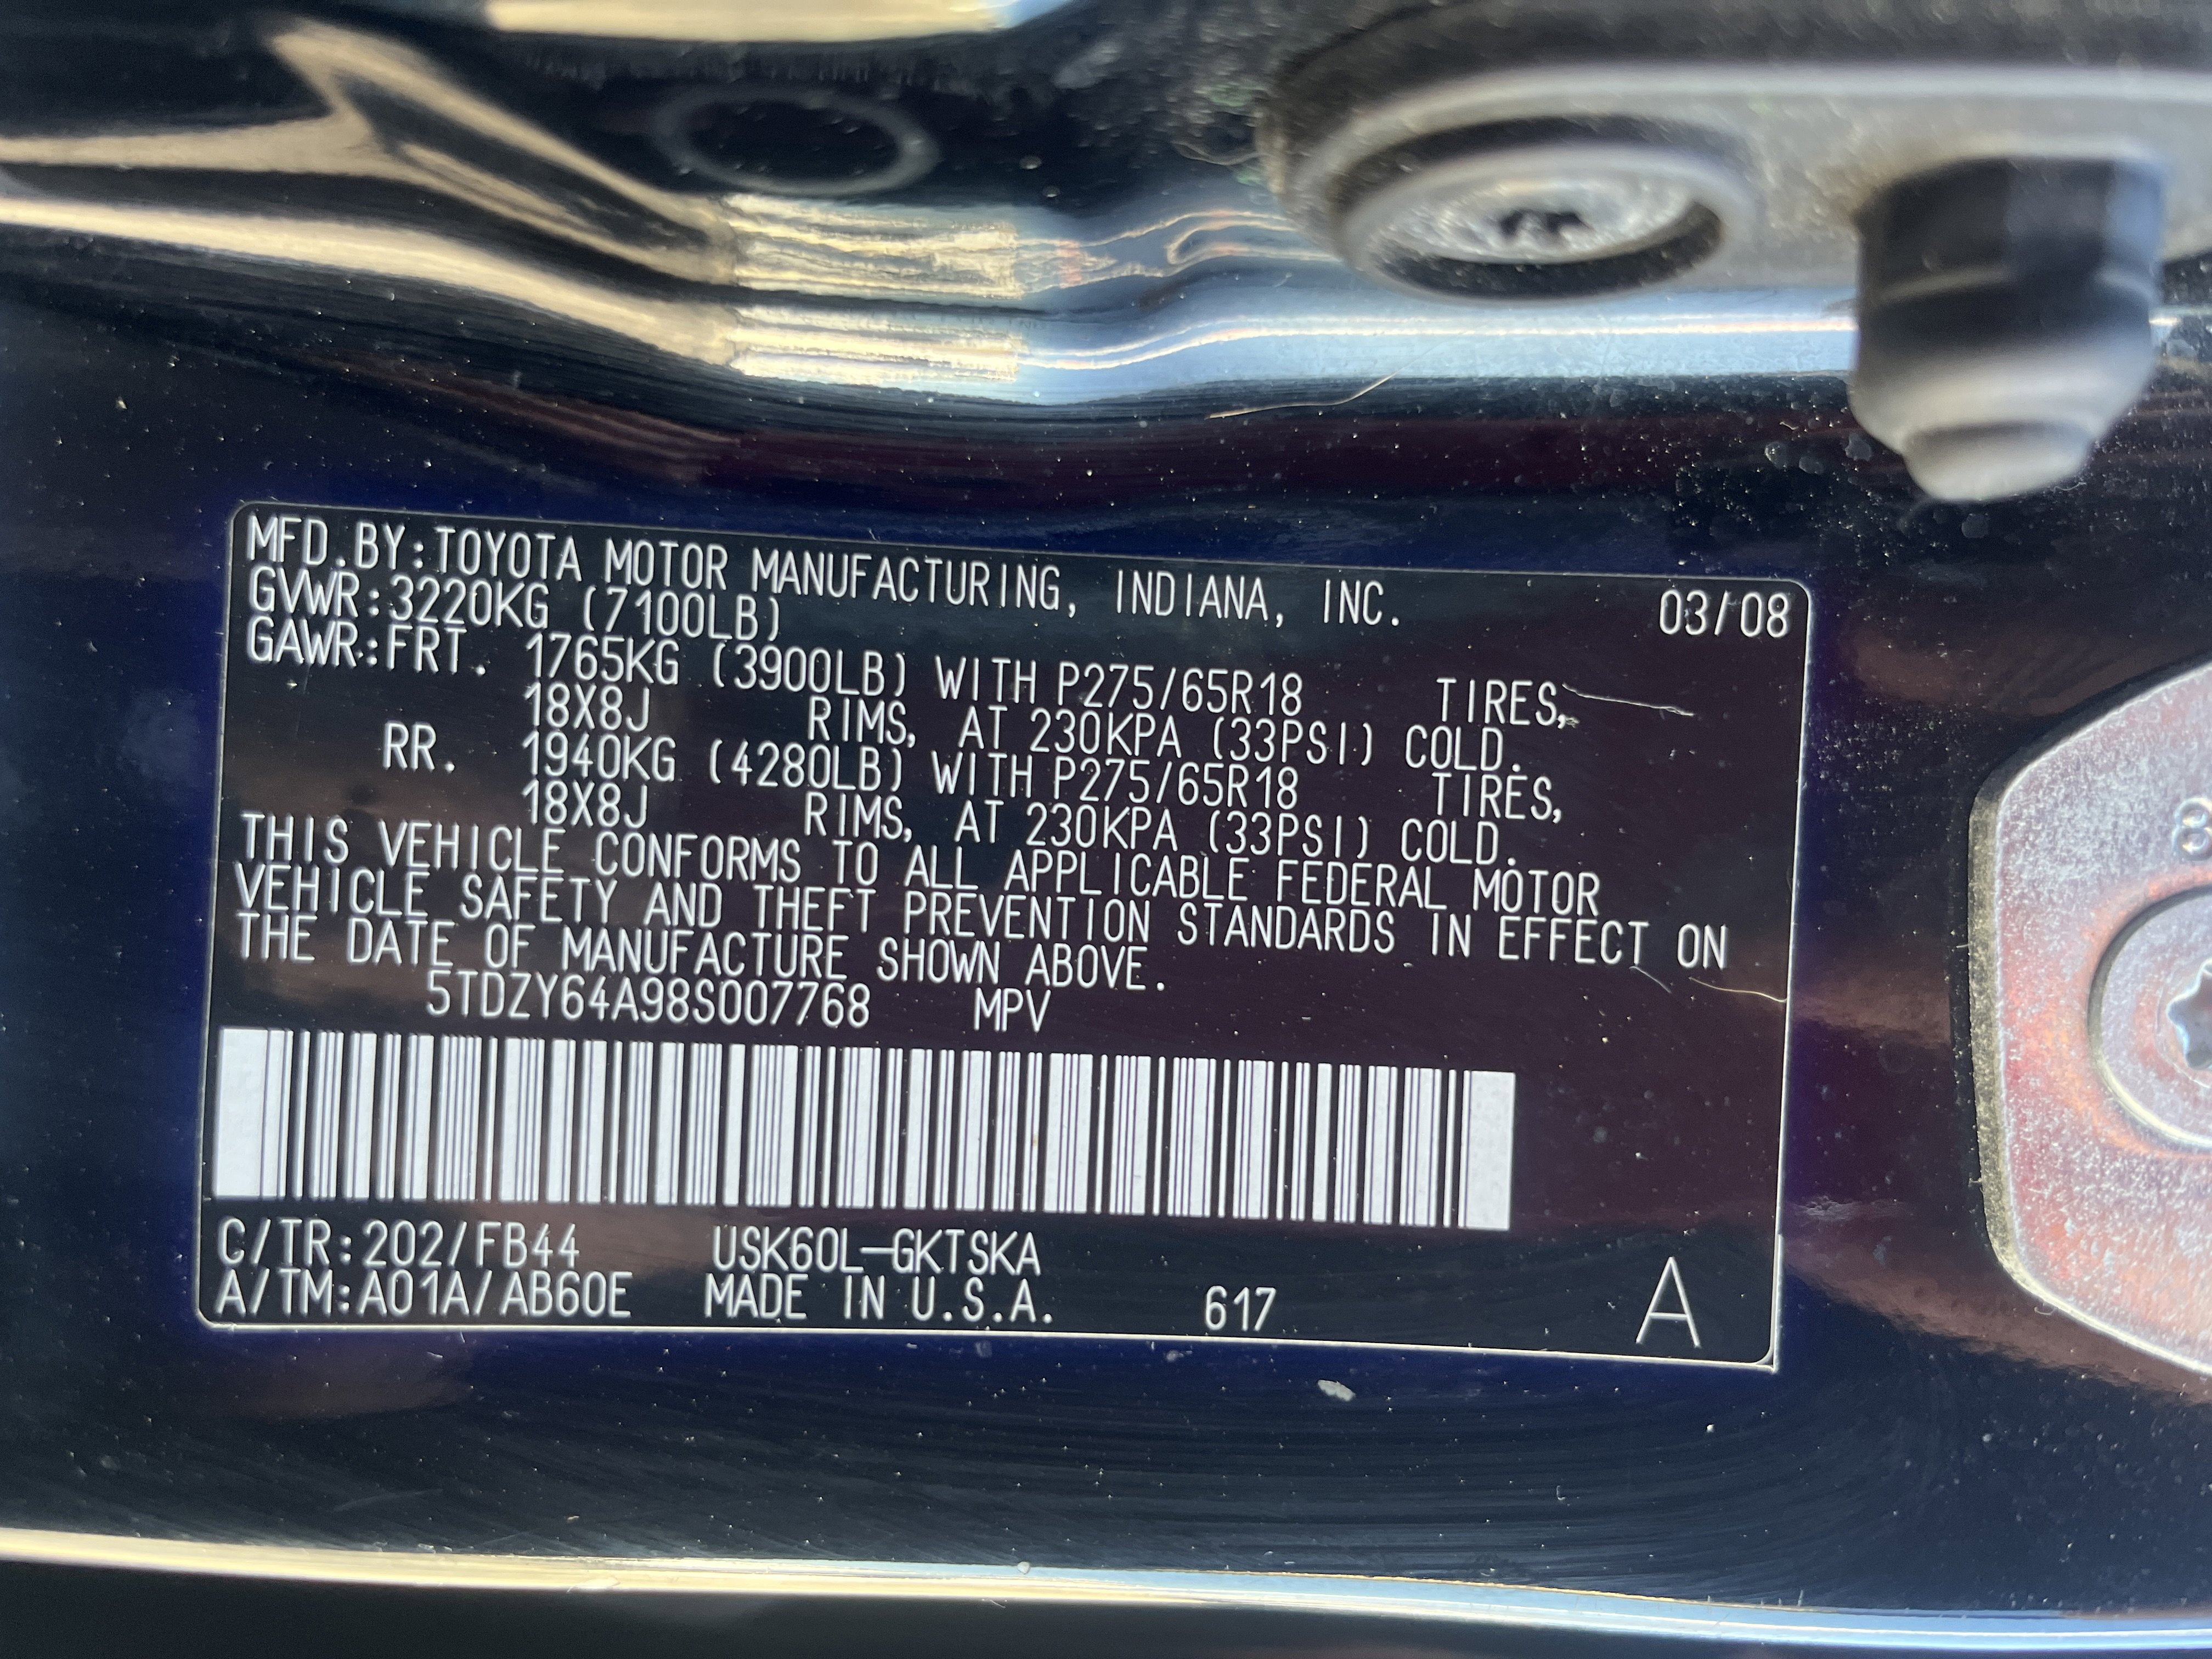 MFD.BY:TOYOTA MOTOR MANUFACTURING, INDIANA, INC. 03/08
GVWR:3220KG (7100LB)
GAWR:FRT. 1765KG (3900LB) WITH P275/65R18 TIRES,
18X8J RIMS, AT 230KPA (33PSI) COLD.
RR. 1940KG (4280LB) WITH P275/65R18 TIRES,
18X8J RIMS, AT 230KPA (33PSI) COLD.
THIS VEHICLE CONFORMS TO ALL APPLICABLE FEDERAL MOTOR
VEHICLE SAFETY AND THEFT PREVENTION STANDARDS IN EFFECT ON
THE DATE OF MANUFACTURE SHOWN ABOVE.
5TDZY64A98S007768 MPV
C/TR:202/FB44 USK60L-GKTSKA
A/TM:A01A/AB60E MADE IN U.S.A. 617 A